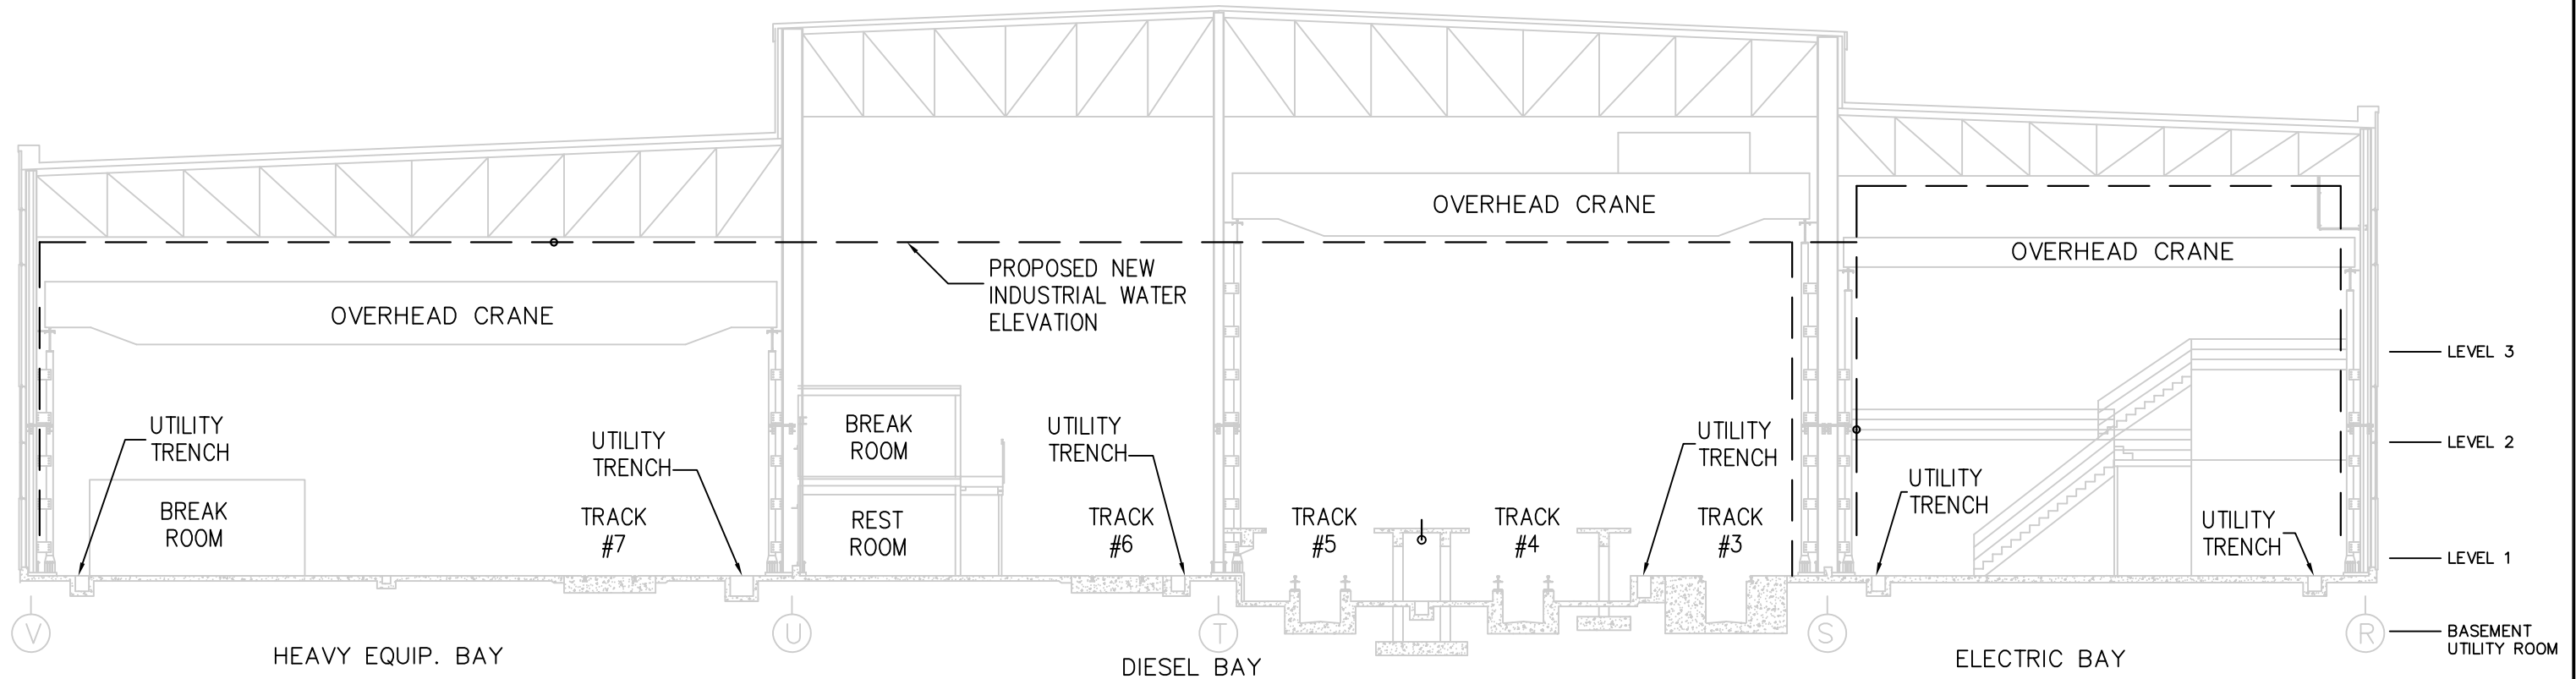 OVERHEAD CRANE
OVERHEAD CRANE
PROPOSED NEW
INDUSTRIAL WATER
ELEVATION
OVERHEAD CRANE
LEVEL 3
UTILITY
TRENCH
UTILITY
TRENCH
BREAK
ROOM
UTILITY
TRENCH
UTILITY
TRENCH
LEVEL 2
UTILITY
TRENCH
BREAK
ROOM
TRACK
#7
REST
ROOM
TRACK
#6
TRACK
#5
TRACK
#4
TRACK
#3
UTILITY
TRENCH
LEVEL 1
V
U
T
S
R
BASEMENT
UTILITY ROOM
HEAVY EQUIP. BAY
DIESEL BAY
ELECTRIC BAY